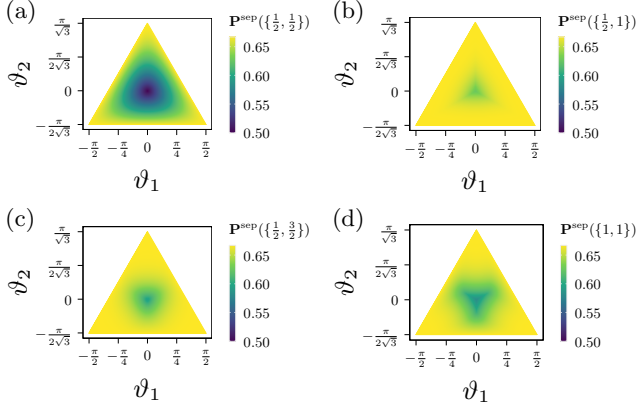 (a)
P^sep({1/2, 1/2})
ϑ2
π/√3
π/2√3
0
−π/2√3
−π/2 −π/4 0 π/4 π/2
ϑ1
0.65
0.60
0.55
0.50
(b)
P^sep({1/2, 1})
ϑ2
π/√3
π/2√3
0
−π/2√3
−π/2 −π/4 0 π/4 π/2
ϑ1
0.65
0.60
0.55
0.50
(c)
P^sep({1/2, 3/2})
ϑ2
π/√3
π/2√3
0
−π/2√3
−π/2 −π/4 0 π/4 π/2
ϑ1
0.65
0.60
0.55
0.50
(d)
P^sep({1, 1})
ϑ2
π/√3
π/2√3
0
−π/2√3
−π/2 −π/4 0 π/4 π/2
ϑ1
0.65
0.60
0.55
0.50